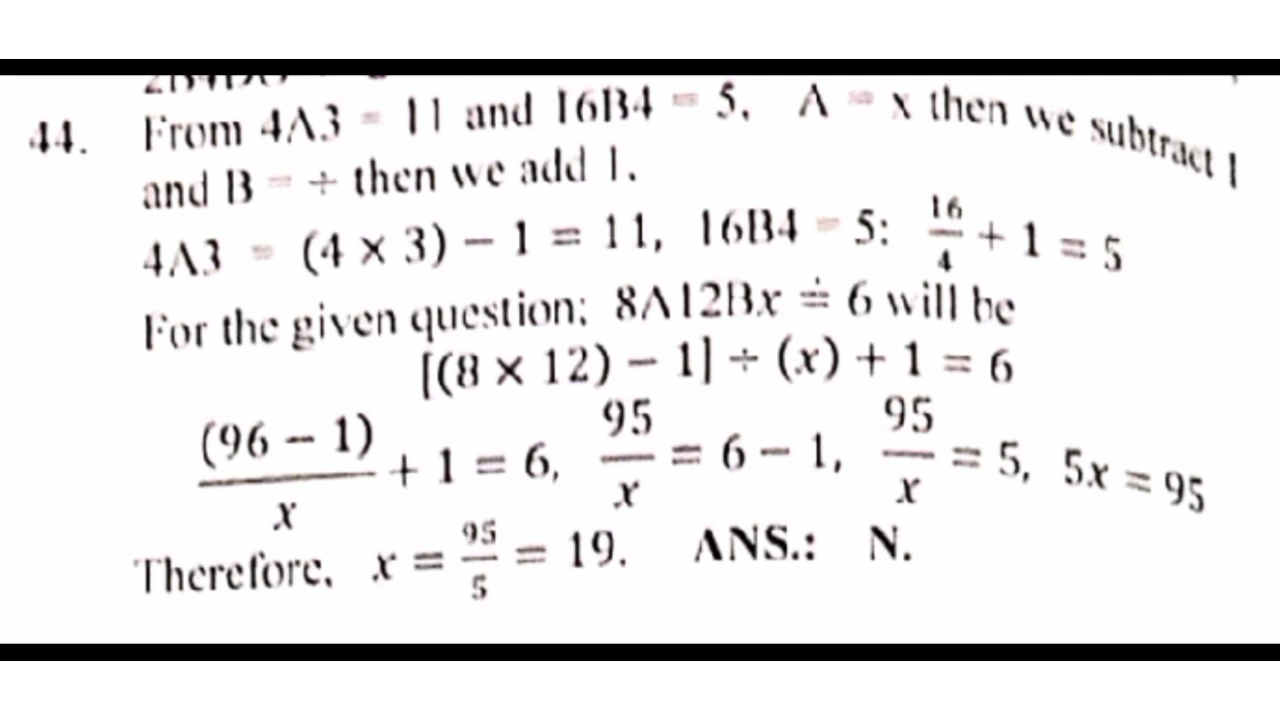 44. From 4A3 = 11 and 16B4 = 5, A = x then we subtract 1
and B = ÷ then we add 1.
4A3 = (4 × 3) − 1 = 11, 16B4 = 5: 16/4 + 1 = 5
For the given question; 8A12Bx = 6 will be
[(8 × 12) − 1] ÷ (x) + 1 = 6
(96 − 1)/x + 1 = 6, 95/x = 6 − 1, 95/x = 5, 5x = 95
Therefore, x = 95/5 = 19. ANS.: N.